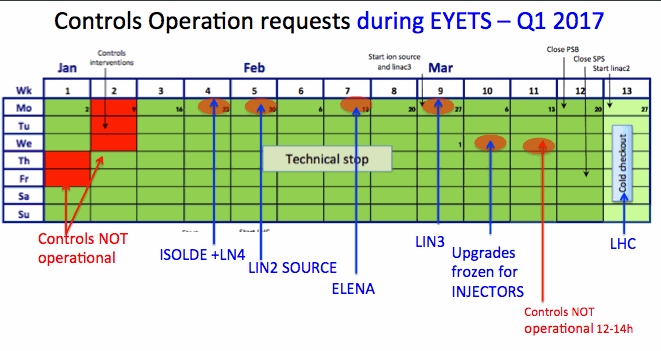 Controls Operation requests during EYETS – Q1 2017
Close PSB
Controls
interventions
Start ion source
and linac3
Close SPS
Start linac2
Jan
Feb
Mar
Wk 1 2 3 4 5 6 7 8 9 10 11 12 13
Mo 2 9 16 23 30 6 13 20 27 6 13 20 27
Tu
We 1
Th
Fr
Sa
Su
Technical stop
Cold checkout
Controls NOT
operational
ISOLDE +LN4
LIN2 SOURCE
ELENA
LIN3
Upgrades
frozen for
INJECTORS
LHC
Controls NOT
operational 12-14h